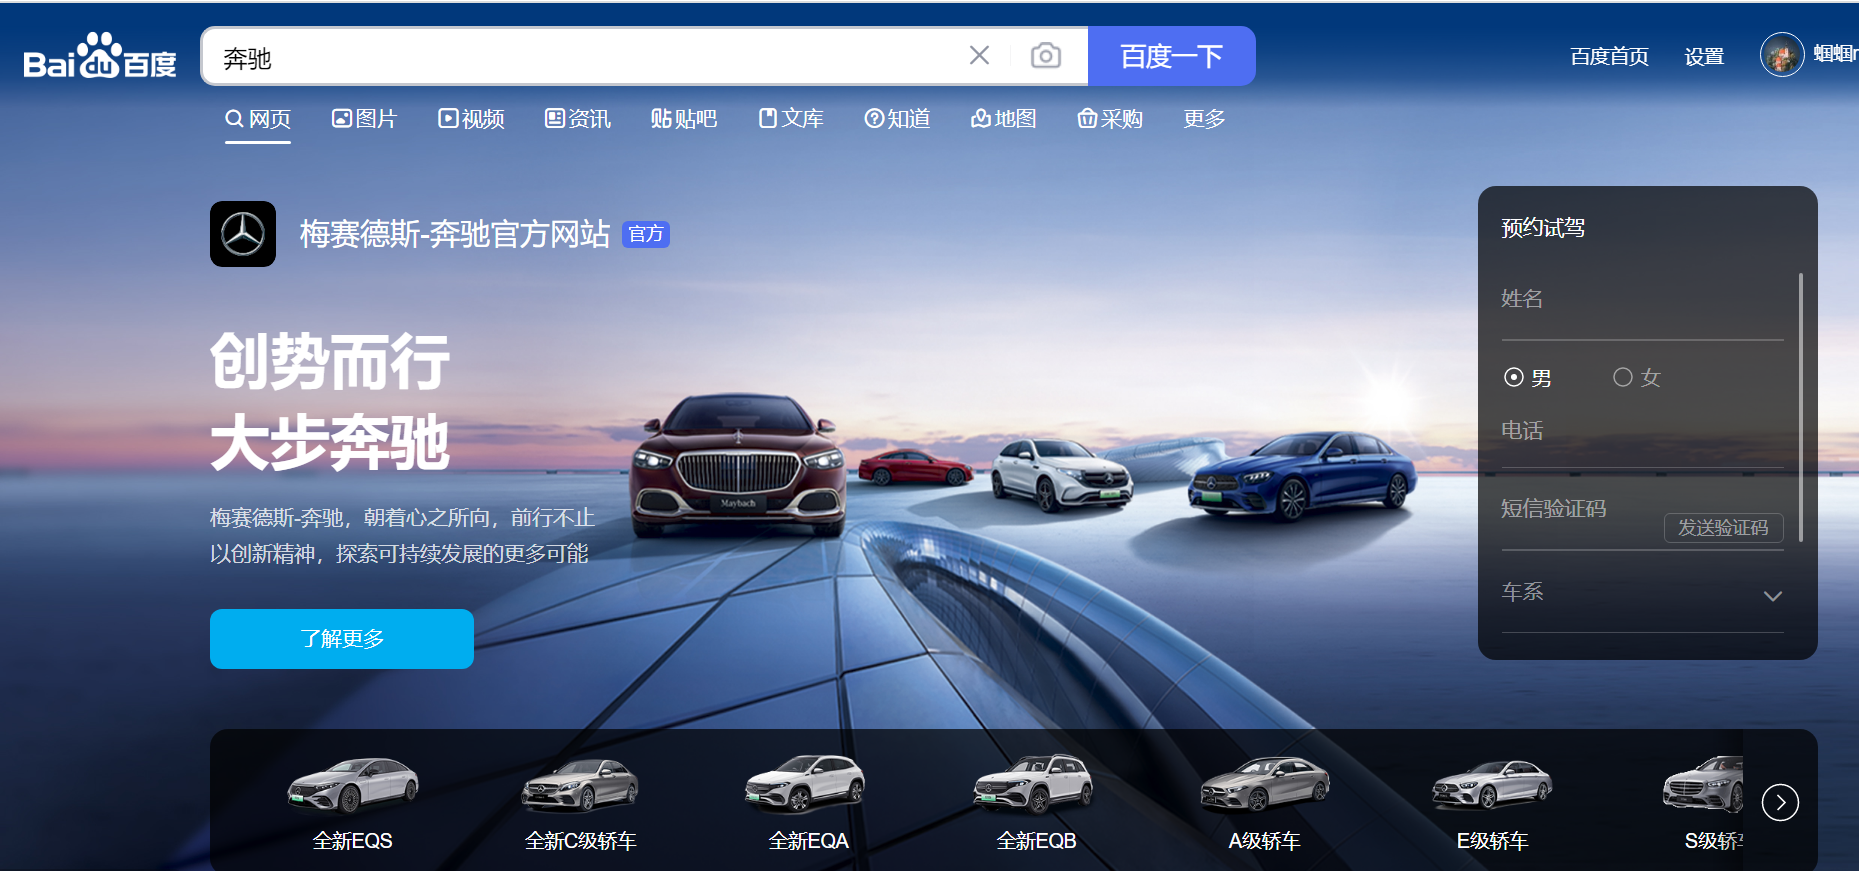 Bai du 百度
奔驰
百度一下
百度首页
设置
蝈蝈
网页
图片
视频
资讯
贴吧
文库
知道
地图
采购
更多
梅赛德斯-奔驰官方网站 官方
创势而行
大步奔驰
梅赛德斯-奔驰，朝着心之所向，前行不止
以创新精神，探索可持续发展的更多可能
了解更多
Maybach
预约试驾
姓名
男
女
电话
短信验证码
发送验证码
车系
全新EQS
全新C级轿车
全新EQA
全新EQB
A级轿车
E级轿车
S级轿